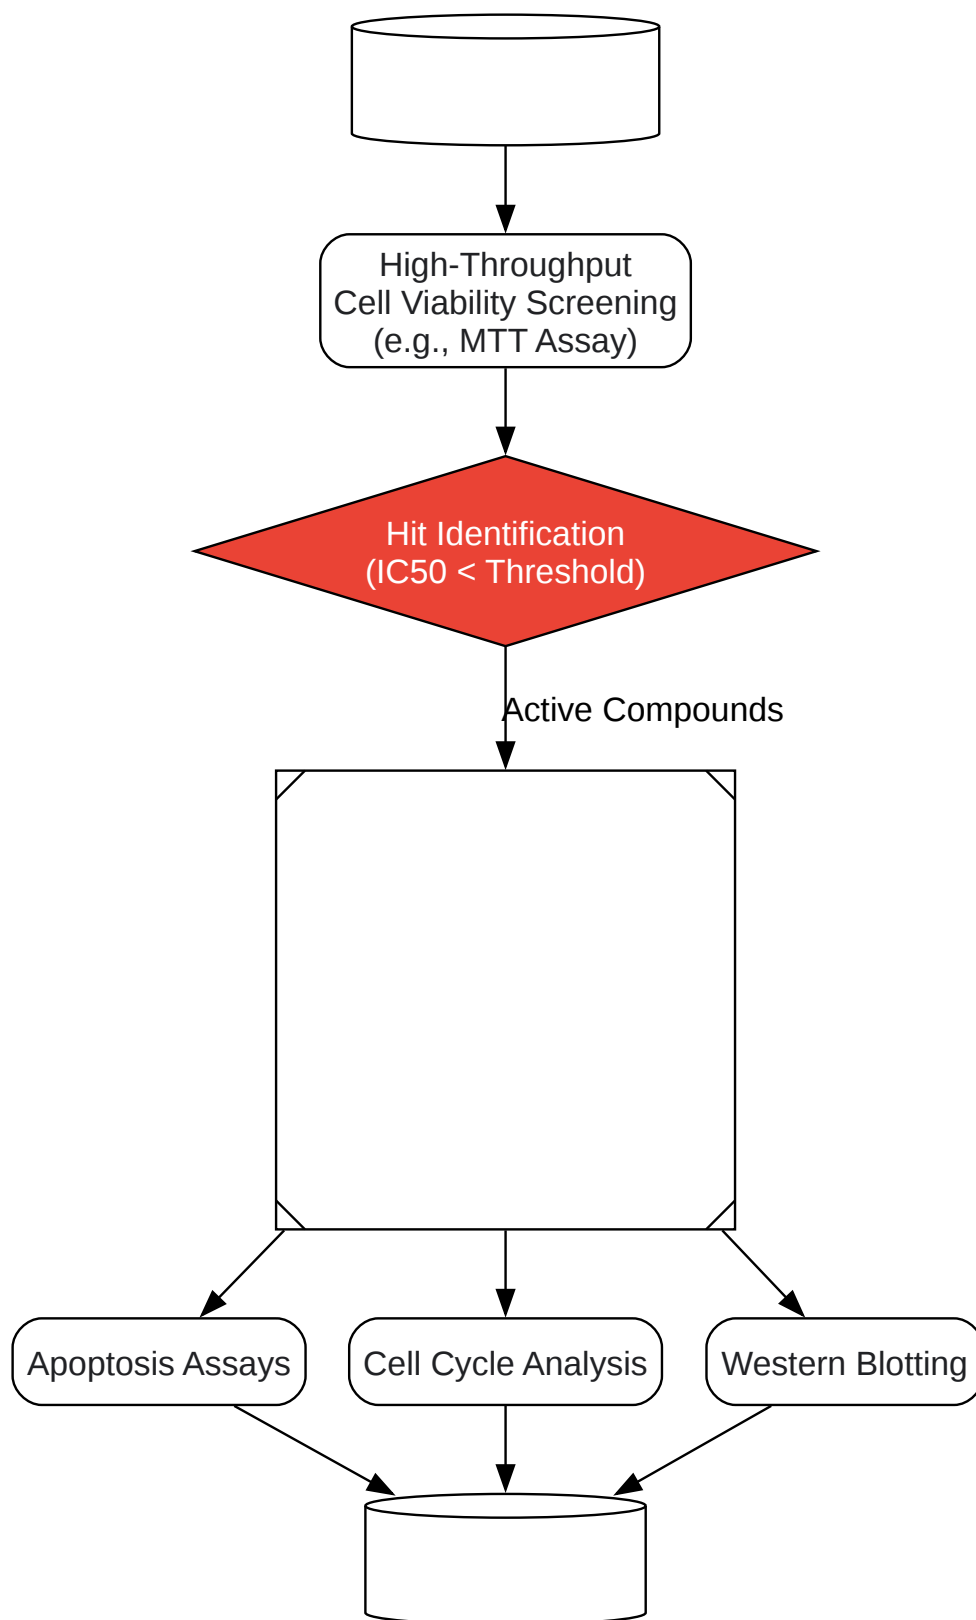 High-Throughput
Cell Viability Screening
(e.g., MTT Assay)
Hit Identification
(IC50 < Threshold)
Active Compounds
Apoptosis Assays
Cell Cycle Analysis
Western Blotting